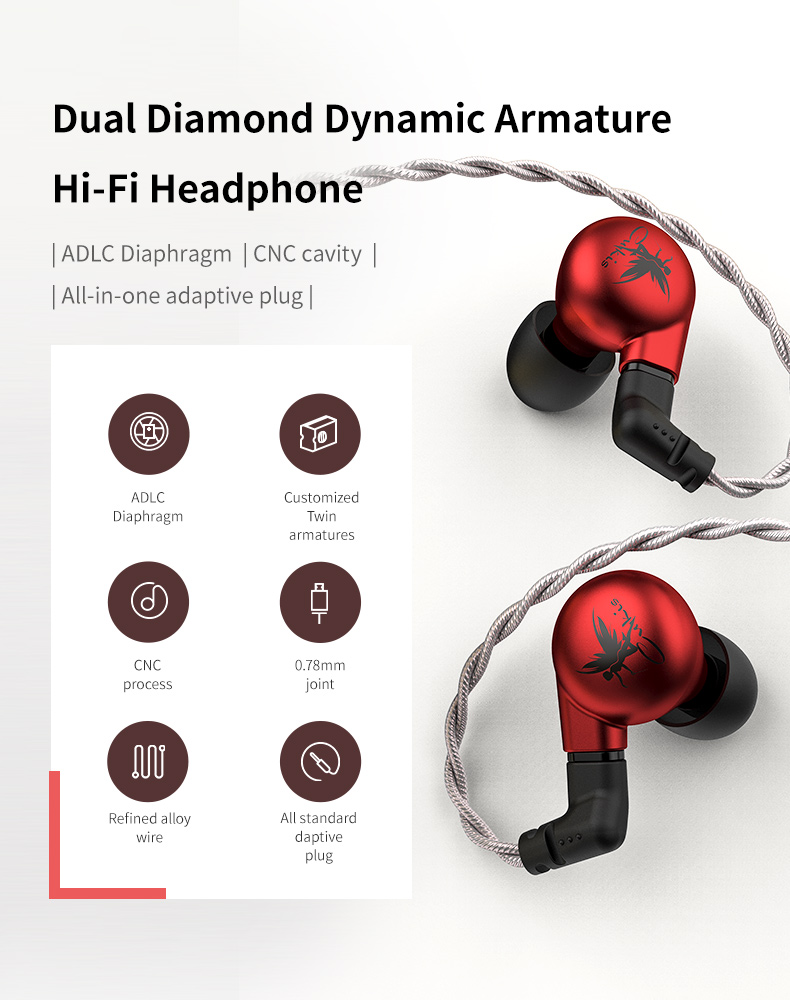 Dual Diamond Dynamic Armature
Hi-Fi Headphone
| ADLC Diaphragm | CNC cavity |
| All-in-one adaptive plug |
ADLC
Diaphragm
Customized
Twin
armatures
CNC
process
0.78mm
joint
Refined alloy
wire
All standard
daptive
plug